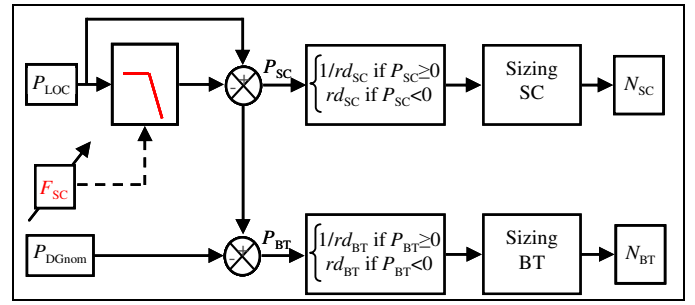 P_LOC
+
-
P_SC
1/rd_SC if P_SC≥0
rd_SC if P_SC<0
Sizing
SC
N_SC
F_SC
P_DGnom
+
-
P_BT
1/rd_BT if P_BT≥0
rd_BT if P_BT<0
Sizing
BT
N_BT